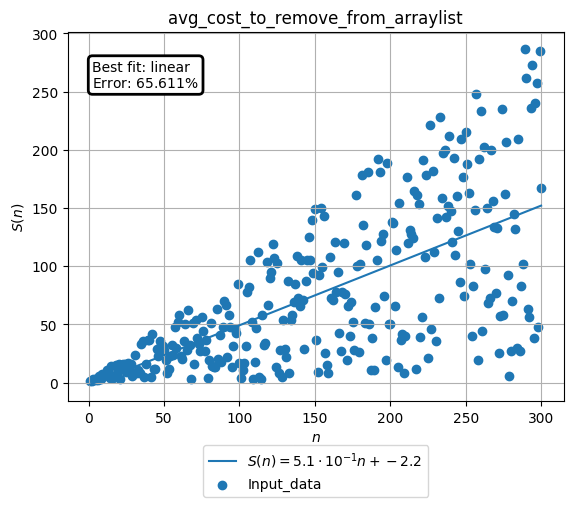 avg_cost_to_remove_from_arraylist
Best fit: linear
Error: 65.611%
300
250
200
150
100
50
0
S(n)
0 50 100 150 200 250 300
n
S(n) = 5.1 · 10⁻¹n + −2.2
Input_data